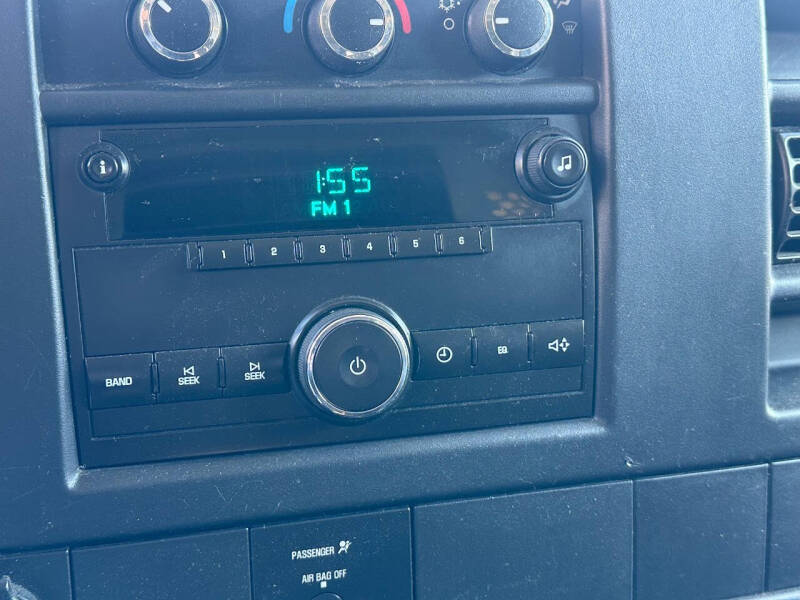 i
1:55
FM 1
1 2 3 4 5 6
BAND
SEEK
SEEK
EQ
PASSENGER
AIR BAG OFF